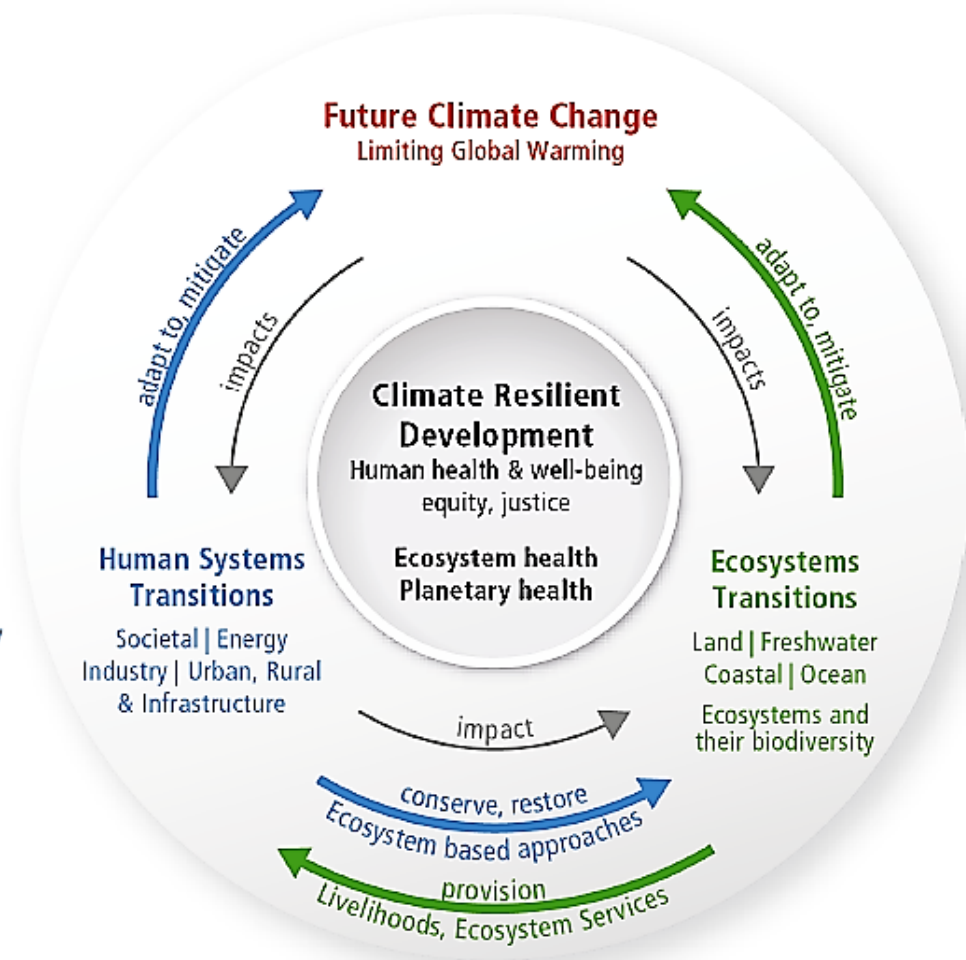 Future Climate Change
Limiting Global Warming
adapt to, mitigate
impacts
impacts
adapt to, mitigate
Climate Resilient
Development
Human health & well-being
equity, justice
Ecosystem health
Planetary health
Human Systems
Transitions
Societal | Energy
Industry | Urban, Rural
& Infrastructure
Ecosystems
Transitions
Land | Freshwater
Coastal | Ocean
Ecosystems and
their biodiversity
impact
conserve, restore
Ecosystem based approaches
provision
Livelihoods, Ecosystem Services